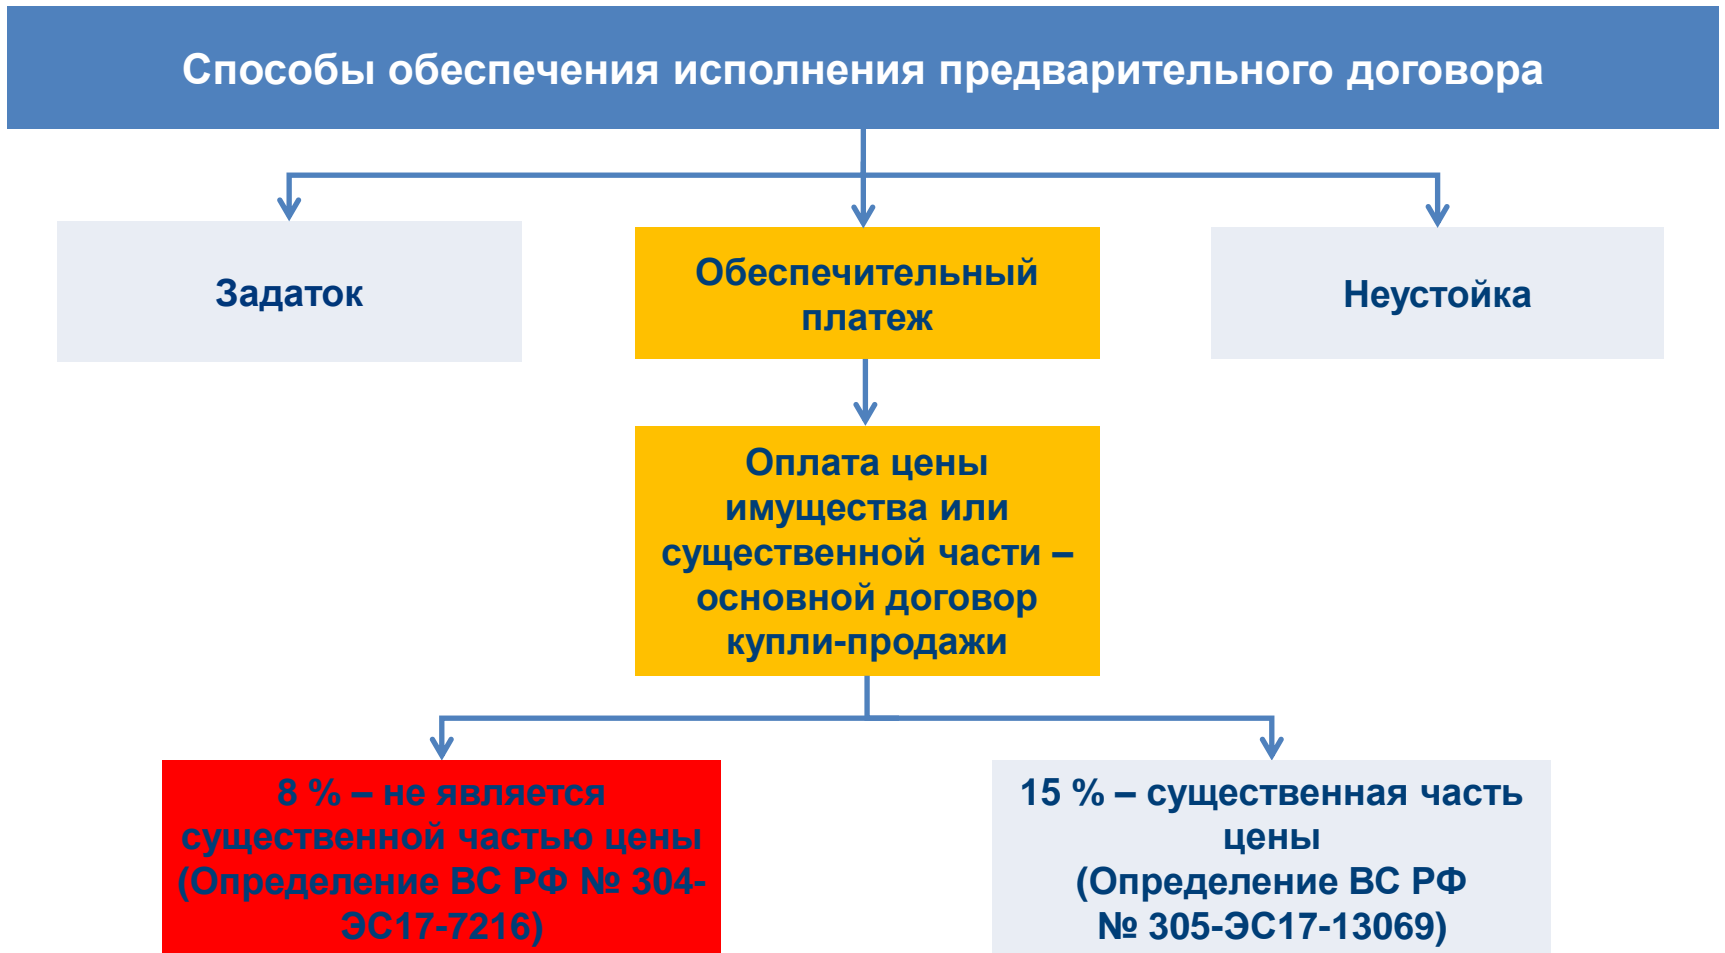 Способы обеспечения исполнения предварительного договора
Задаток
Обеспечительный
платеж
Неустойка
Оплата цены
имущества или
существенной части –
основной договор
купли-продажи
8 % – не является
существенной частью цены
(Определение ВС РФ № 304-
ЭС17-7216)
15 % – существенная часть
цены
(Определение ВС РФ
№ 305-ЭС17-13069)